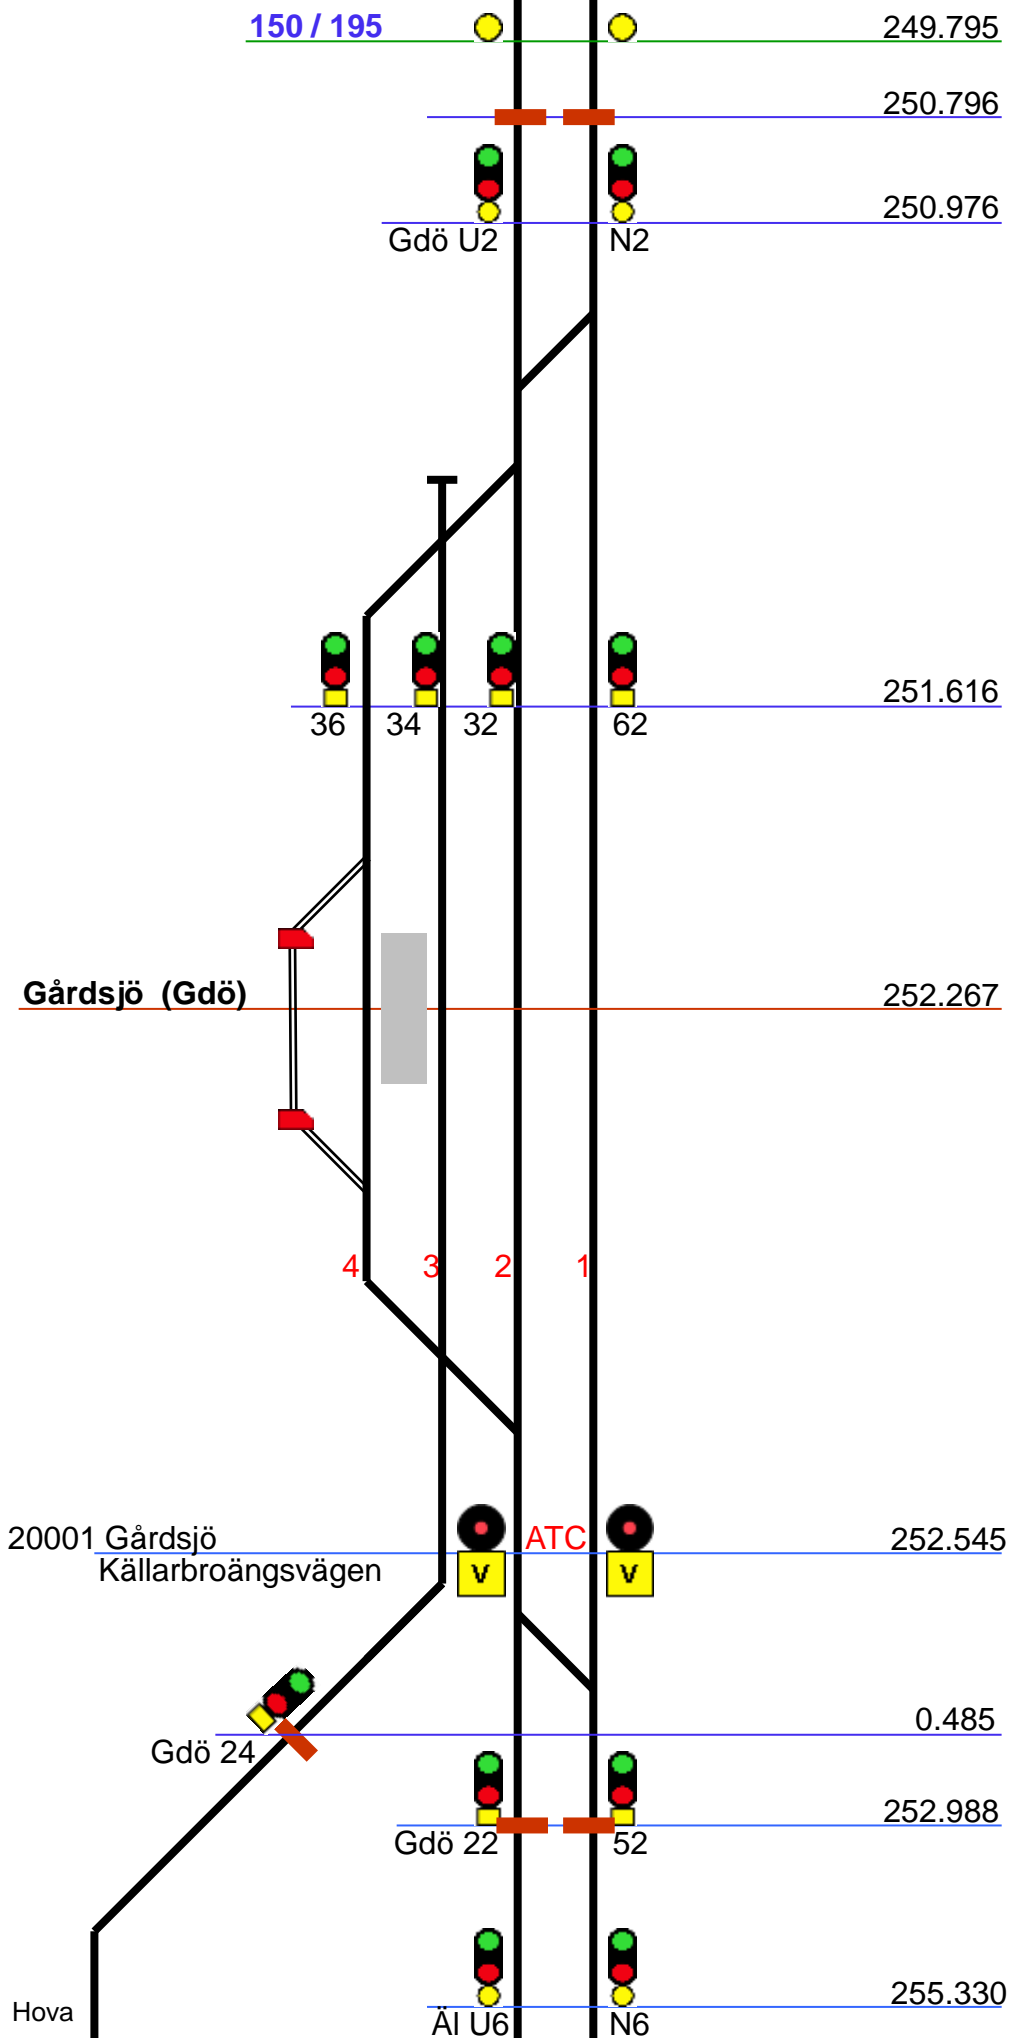 150 / 195 249.795
250.796
250.976
Gdö U2 N2
251.616
36 34 32 62
Gårdsjö (Gdö) 252.267
4 3 2 1
20001 Gårdsjö ATC 252.545
Källarbroängsvägen V V
0.485
Gdö 24
252.988
Gdö 22 52
255.330
Hova
Äl U6 N6